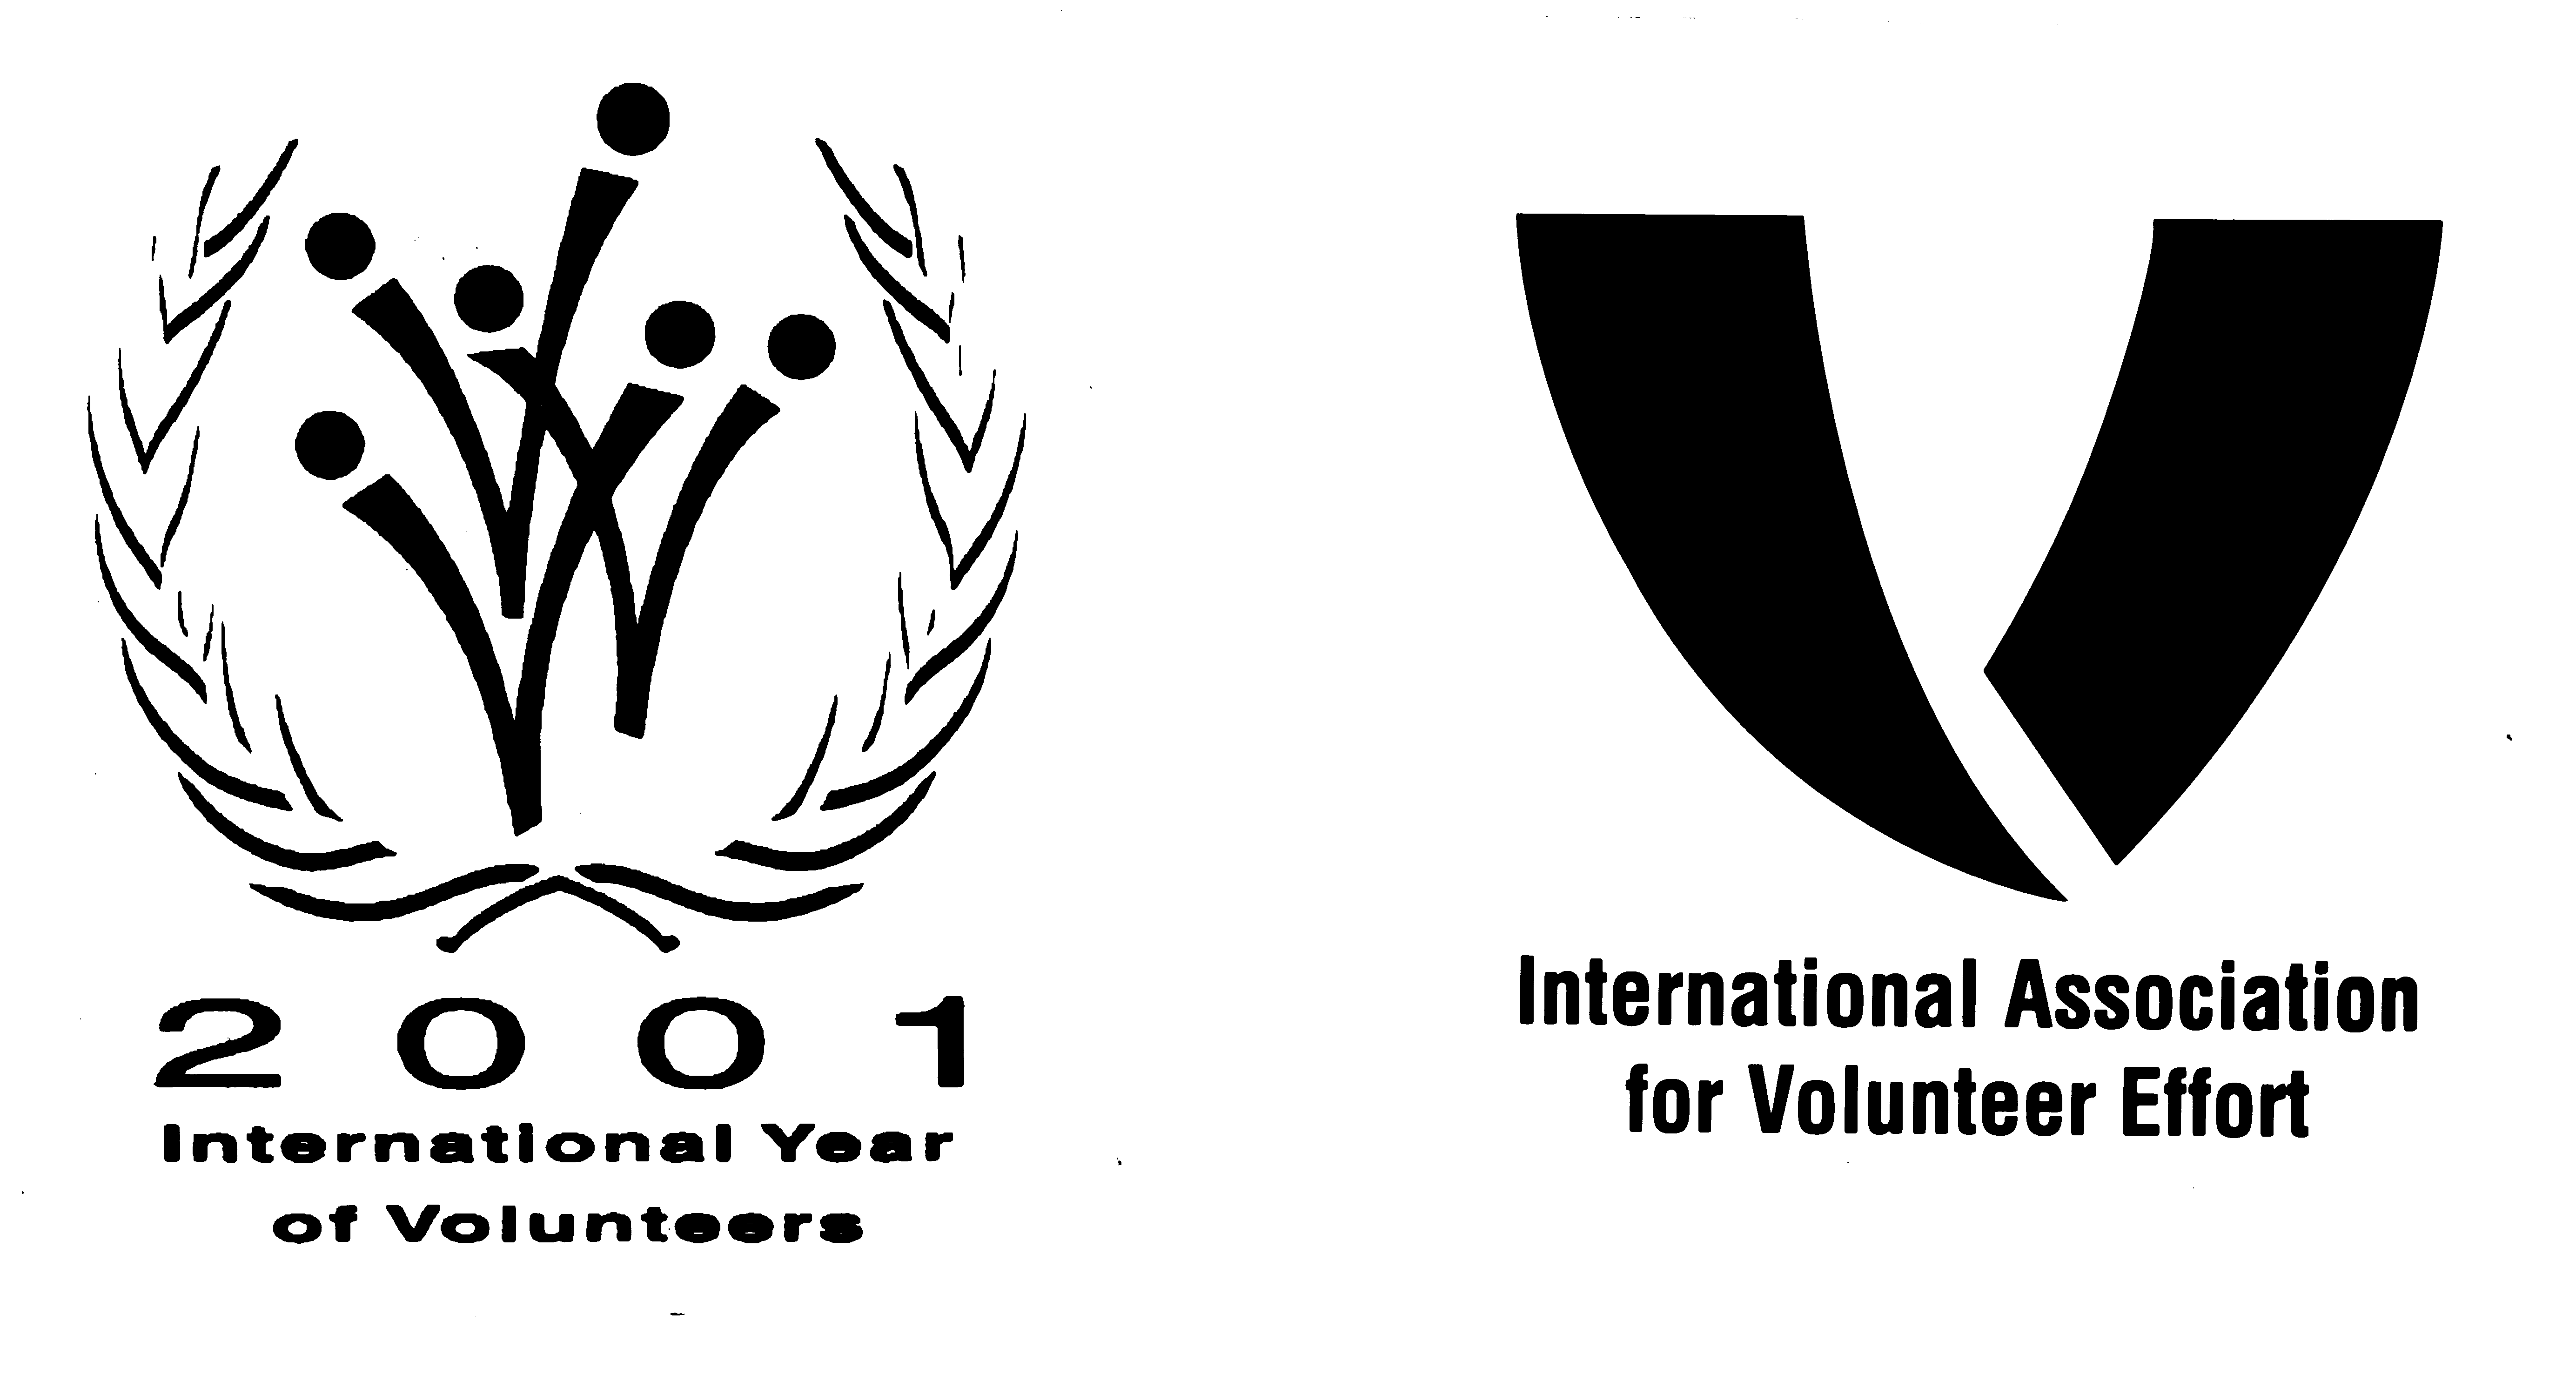 2001
International Year
of Volunteers
International Association
for Volunteer Effort